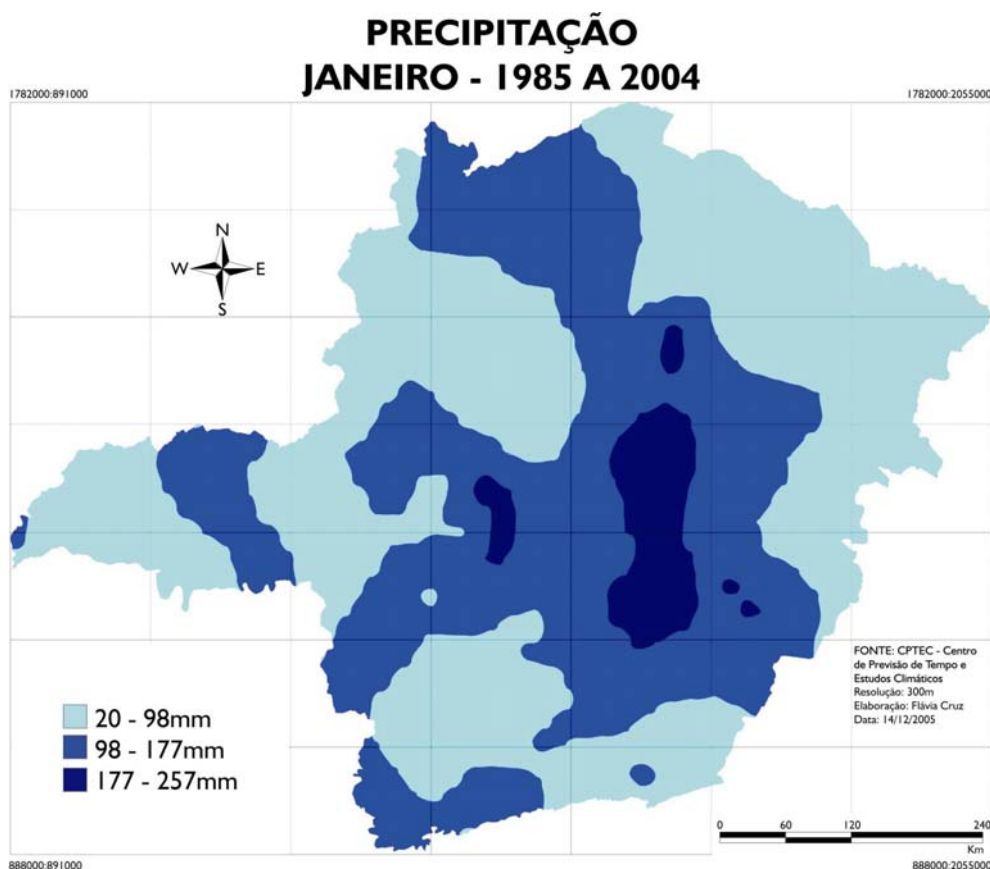 PRECIPITAÇÃO
JANEIRO - 1985 A 2004
1782000:891000
1782000:2055000
N
W
E
S
FONTE: CPTEC - Centro
de Previsão de Tempo e
Estudos Climáticos
Resolução: 300m
Elaboração: Flávia Cruz
Data: 14/12/2005
20 - 98mm
98 - 177mm
177 - 257mm
0
60
120
240
Km
888000:891000
888000:2055000